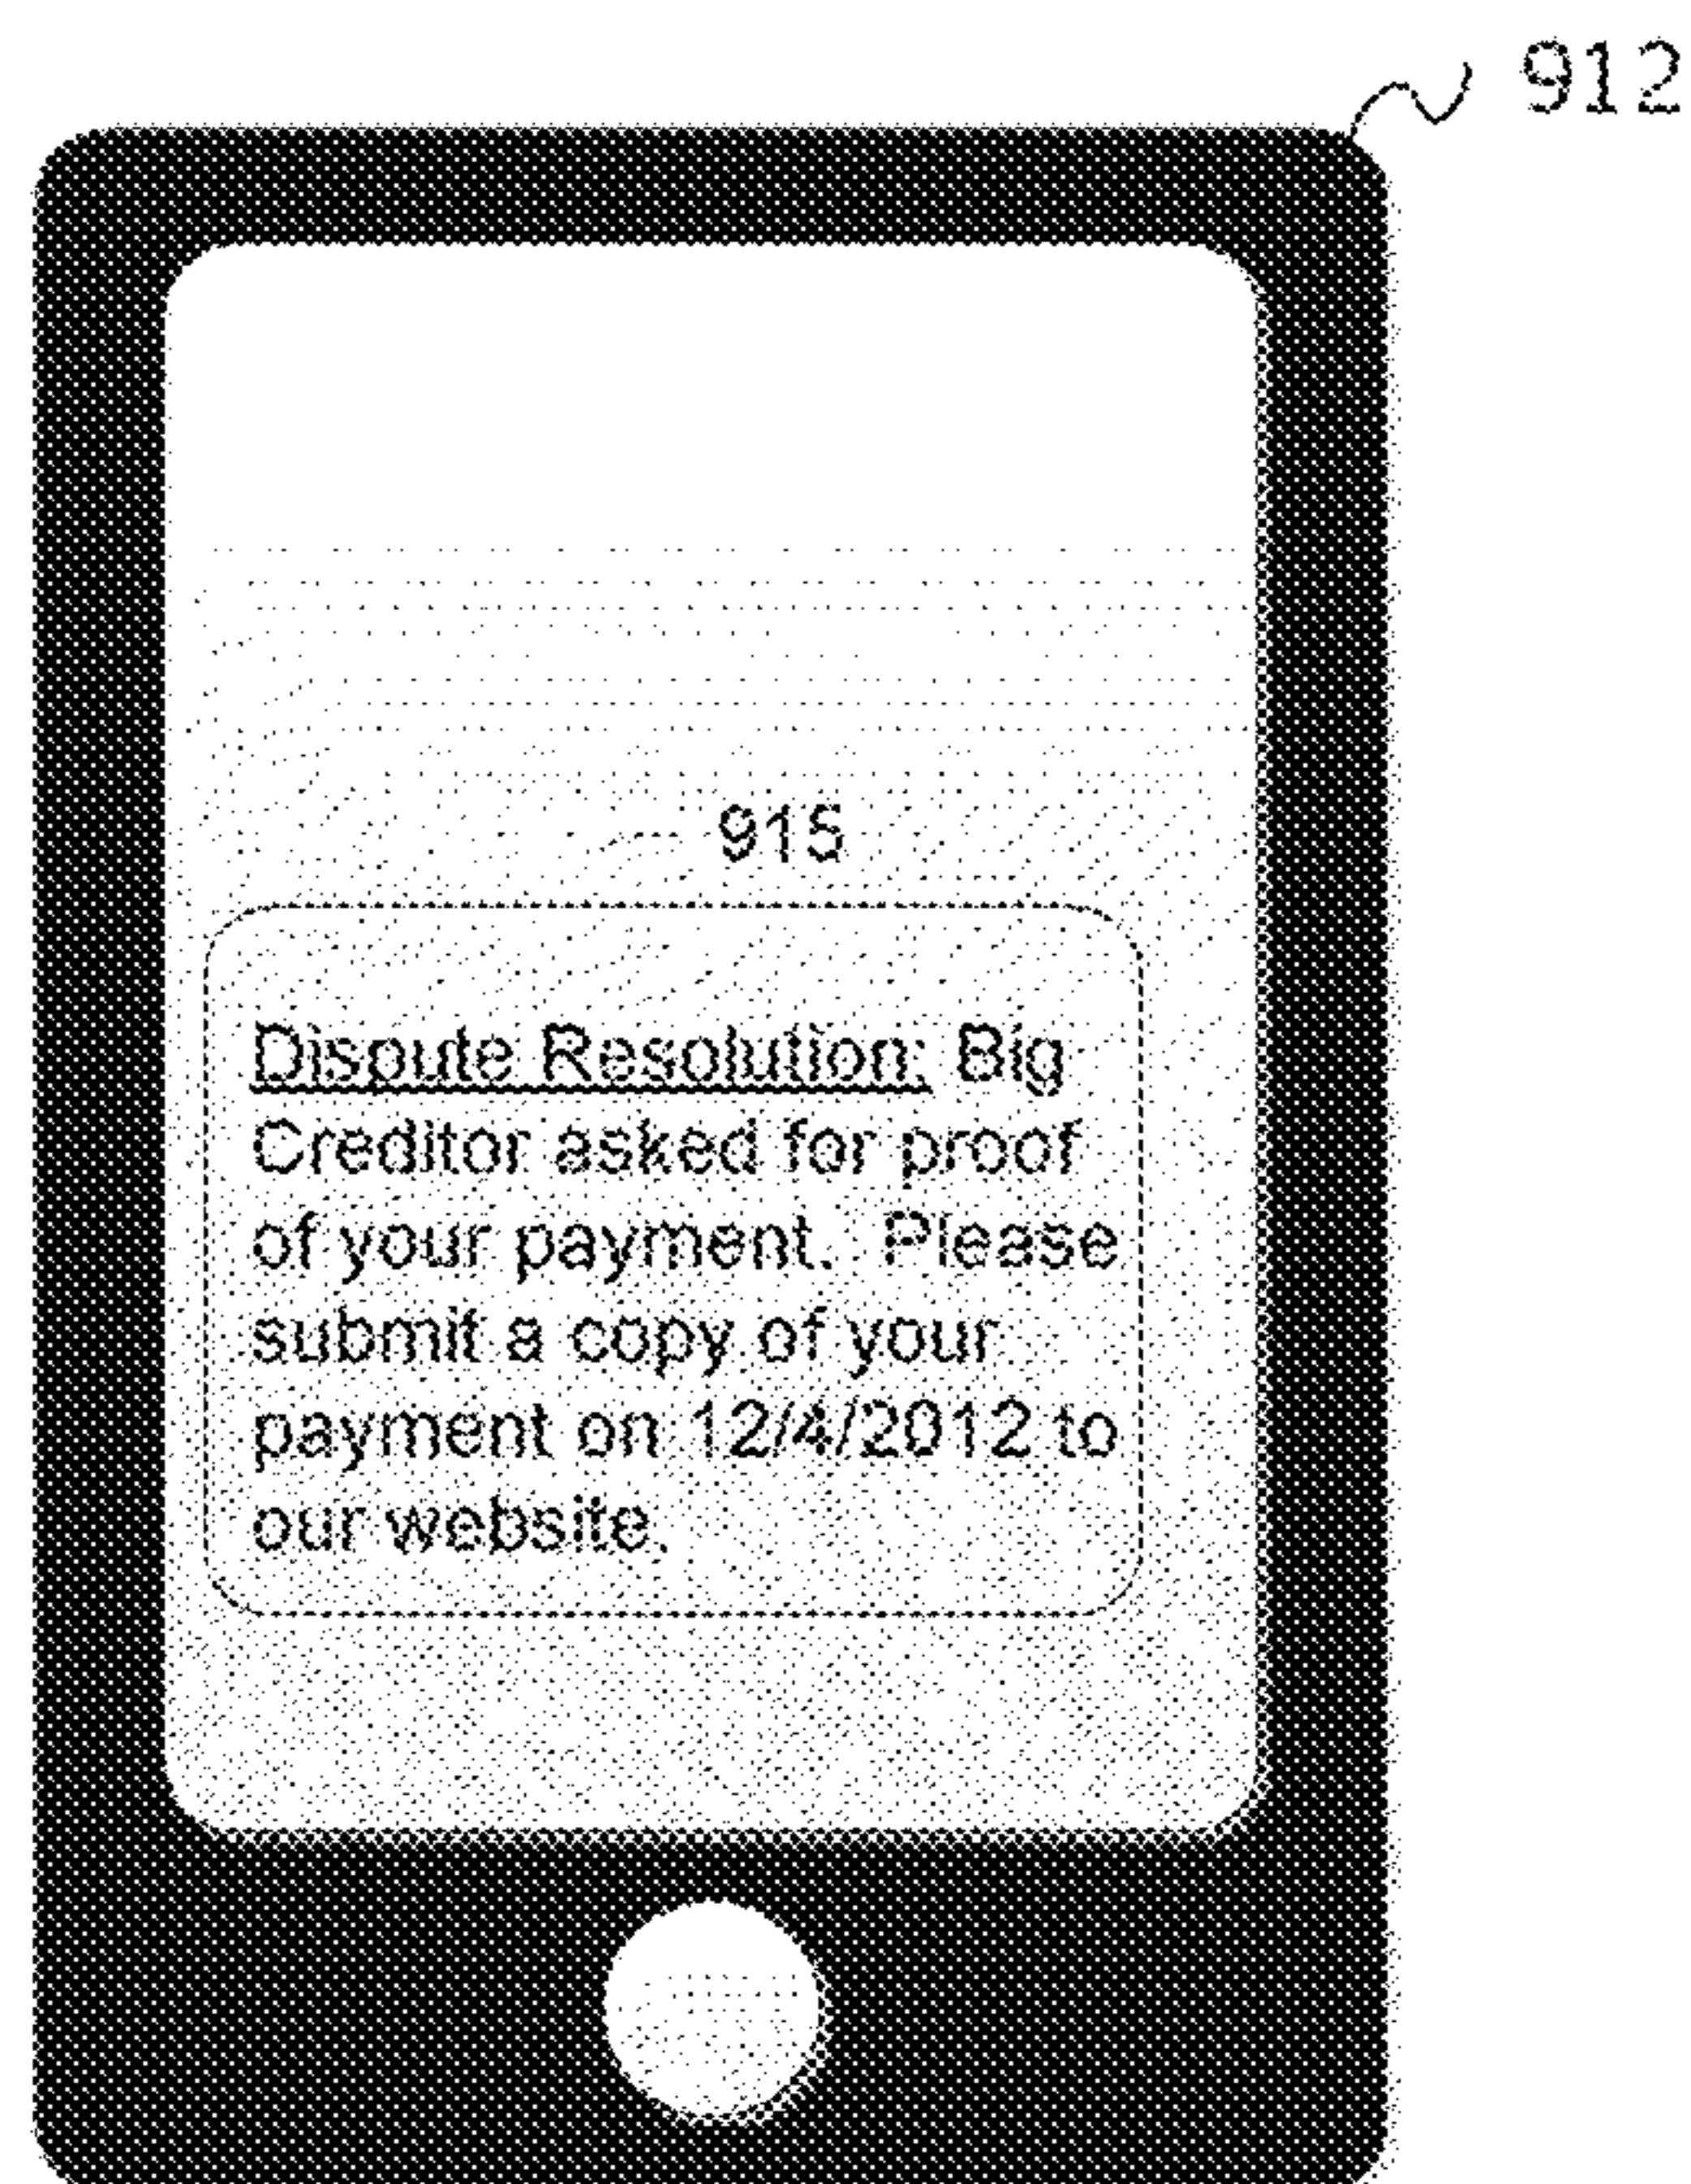 912
915
Dispute Resolution: Big
Creditor asked for proof
of your payment.  Please
submit a copy of your
payment on 12/4/2012 to
our website.